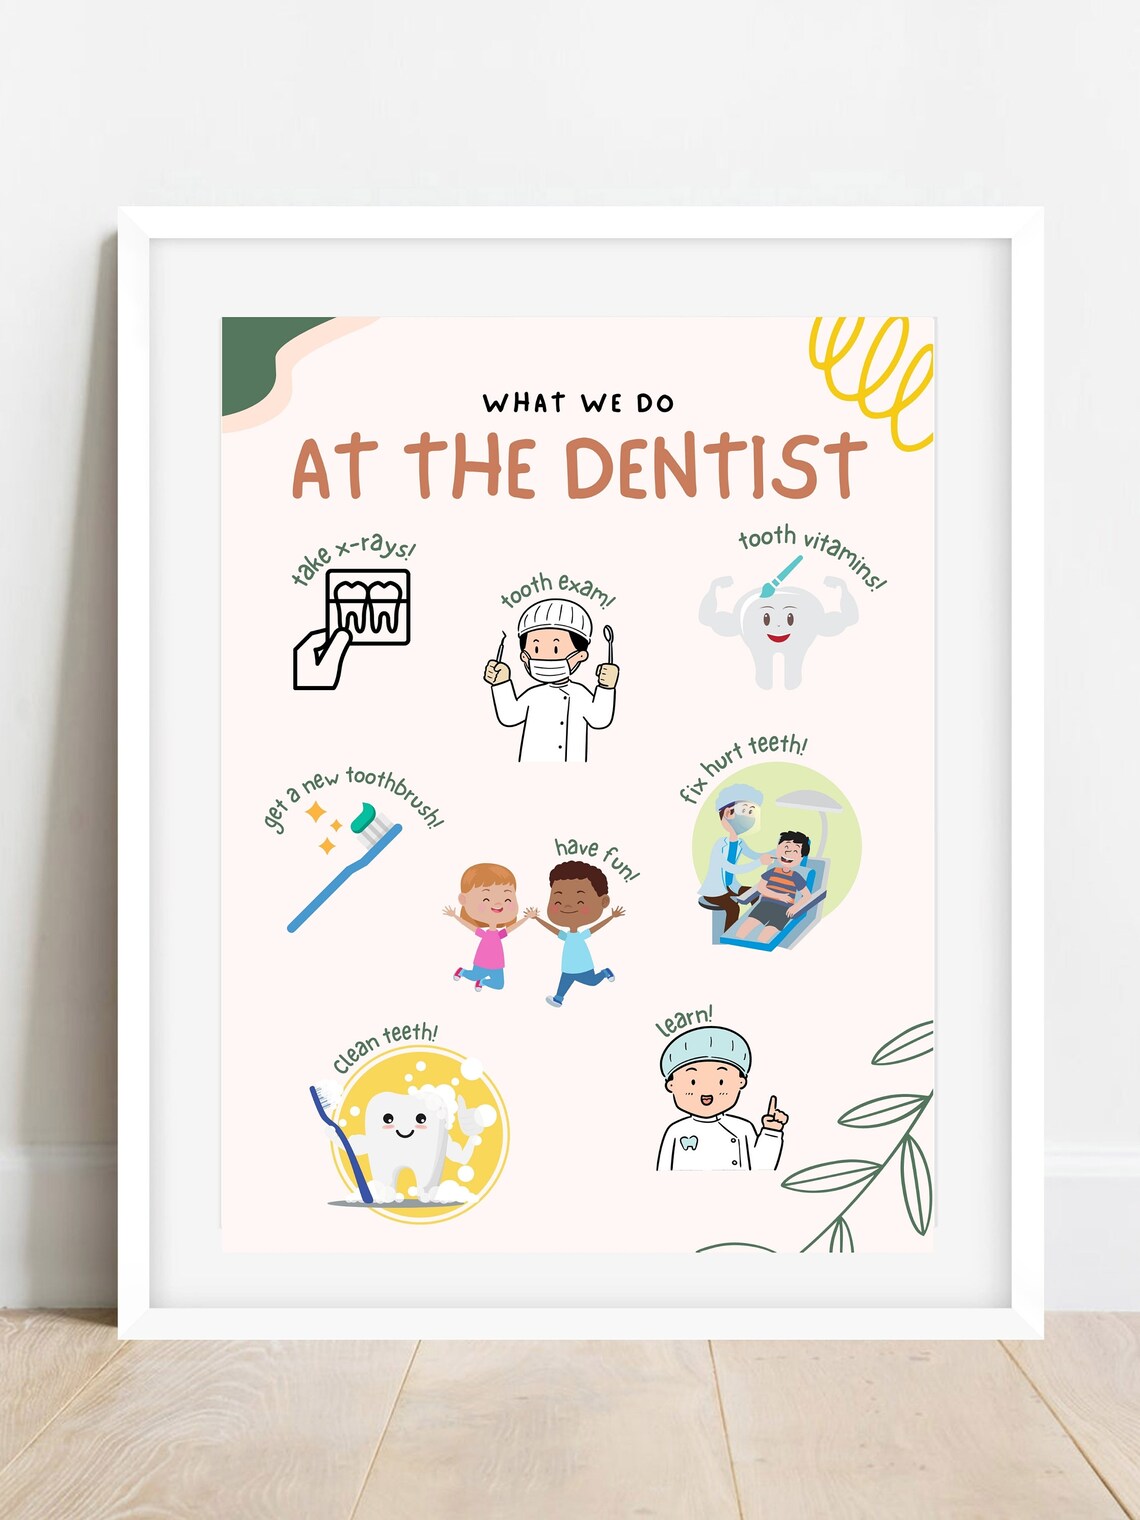 WHAT WE DO
AT THE DENTIST
take x-rays!
tooth exam!
tooth vitamins!
get a new toothbrush!
have fun!
fix hurt teeth!
clean teeth!
learn!